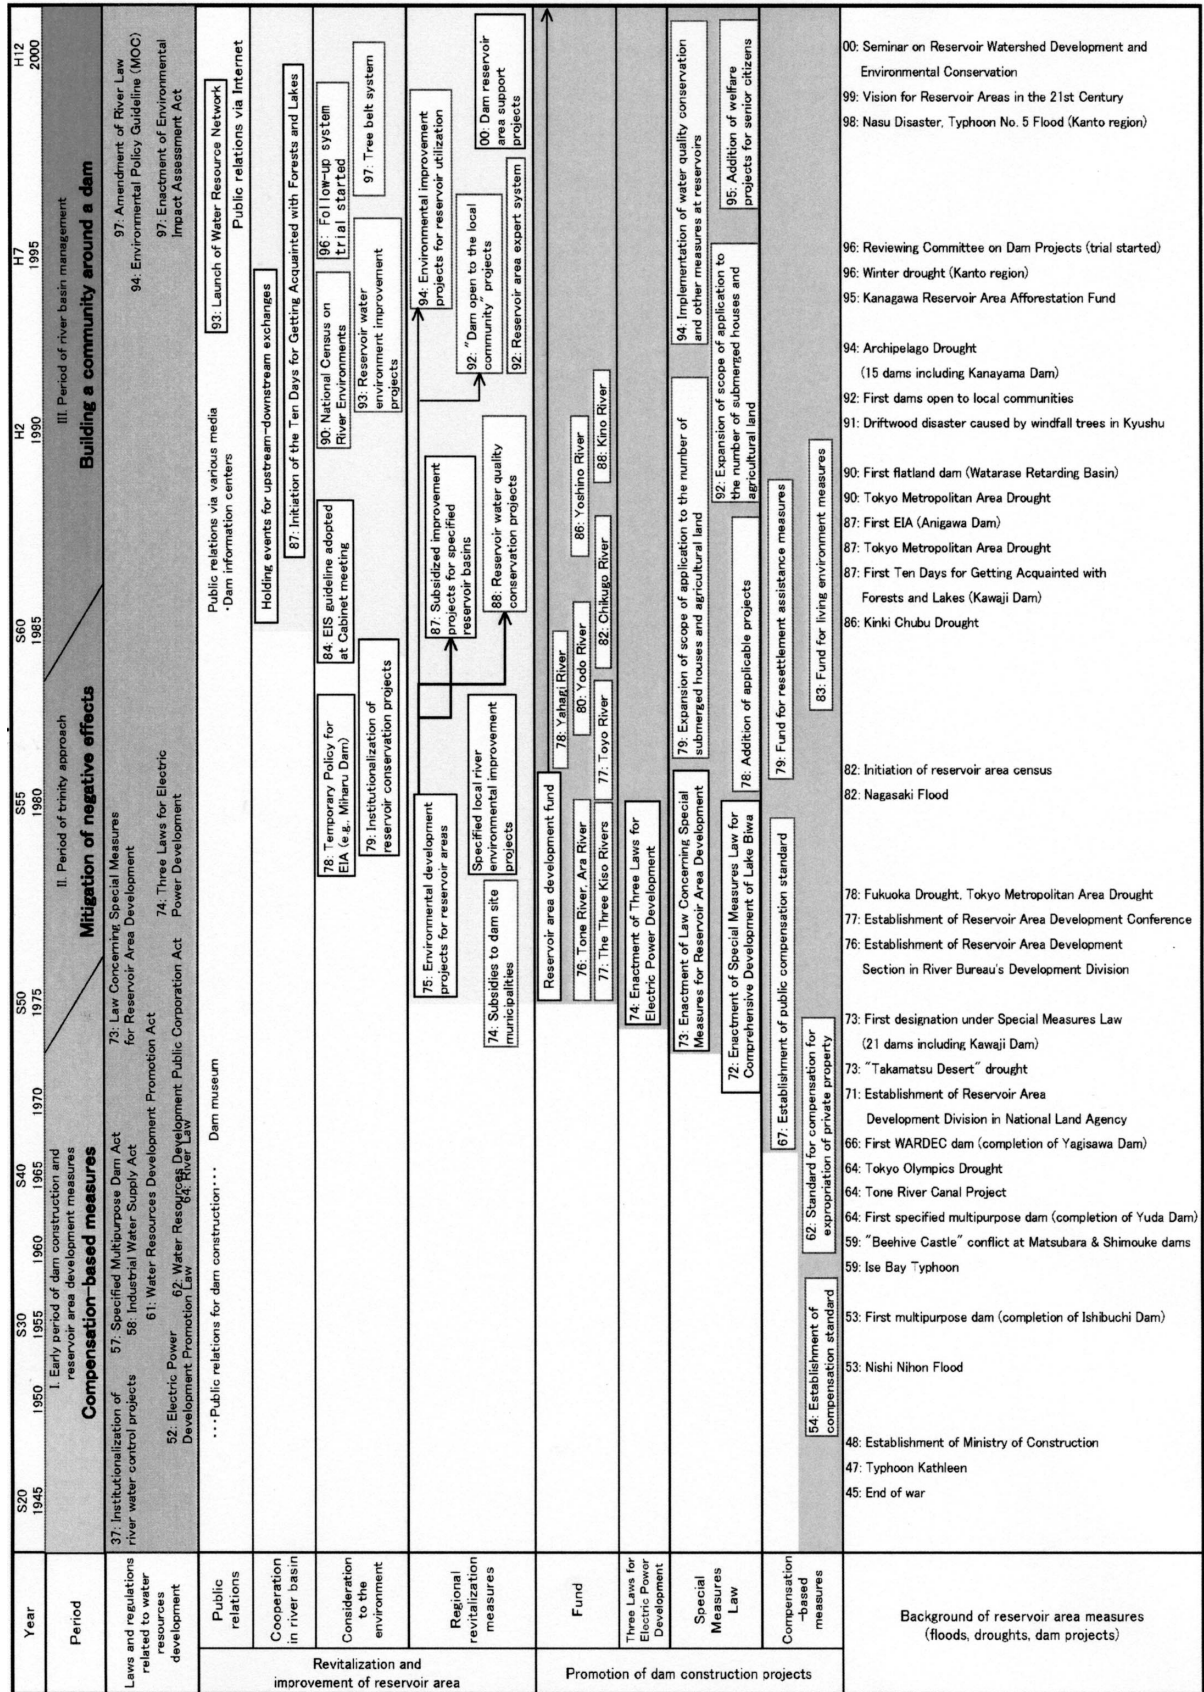 Year
S20
1945
1950
S30
1955
1960
S40
1965
1970
S50
1975
S55
1980
S60
1985
H2
1990
H7
1995
H12
2000
Period
I. Early period of dam construction and
reservoir area development measures
Compensation-based measures
II. Period of trinity approach
Mitigation of negative effects
III. Period of river basin management
Building a community around a dam
Laws and regulations
related to water
resources
development
37: Institutionalization of
river water control projects
52: Electric Power
Development Promotion Law
57: Specified Multipurpose Dam Act
58: Industrial Water Supply Act
61: Water Resources Development Promotion Act
62: Water Resources Development Public Corporation Act
64: River Law
73: Law Concerning Special Measures
for Reservoir Area Development
74: Three Laws for Electric
Power Development
97: Amendment of River Law
94: Environmental Policy Guideline (MOC)
97: Enactment of Environmental
Impact Assessment Act
Revitalization and
improvement of reservoir area
Public
relations
···Public relations for dam construction···
Dam museum
Public relations via various media
·Dam information centers
93: Launch of Water Resource Network
Public relations via Internet
Cooperation
in river basin
Holding events for upstream-downstream exchanges
87: Initiation of the Ten Days for Getting Acquainted with Forests and Lakes
Consideration
to the
environment
78: Temporary Policy for
EIA (e.g. Miharu Dam)
79: Institutionalization of
reservoir conservation projects
84: EIS guideline adopted
at Cabinet meeting
90: National Census on
River Environments
93: Reservoir water
environment improvement
projects
96: Follow-up system
trial started
97: Tree belt system
Regional
revitalization
measures
75: Environmental development
projects for reservoir areas
74: Subsidies to dam site
municipalities
Specified local river
environmental improvement
projects
87: Subsidized improvement
projects for specified
reservoir basins
88: Reservoir water quality
conservation projects
94: Environmental improvement
projects for reservoir utilization
92: "Dam open to the local
community" projects
92: Reservoir area expert system
00: Dam reservoir
area support
projects
Promotion of dam construction projects
Fund
Reservoir area development fund
76: Tone River, Ara River
77: The Three Kiso Rivers
78: Yahagi River
77: Toyo River
80: Yodo River
82: Chikugo River
86: Yoshino River
88: Kino River
Three Laws for
Electric Power
Development
74: Enactment of Three Laws for
Electric Power Development
Special
Measures
Law
73: Enactment of Law Concerning Special
Measures for Reservoir Area Development
72: Enactment of Special Measures Law for
Comprehensive Development of Lake Biwa
79: Expansion of scope of application to the number of
submerged houses and agricultural land
78: Addition of applicable projects
92: Expansion of scope of application to
the number of submerged houses and
agricultural land
94: Implementation of water quality conservation
and other measures at reservoirs
95: Addition of welfare
projects for senior citizens
Compensation
-based
measures
54: Establishment of
compensation standard
62: Standard for compensation for
expropriation of private property
67: Establishment of public compensation standard
79: Fund for resettlement assistance measures
83: Fund for living environment measures
Background of reservoir area measures
(floods, droughts, dam projects)
00: Seminar on Reservoir Watershed Development and
Environmental Conservation
99: Vision for Reservoir Areas in the 21st Century
98: Nasu Disaster, Typhoon No. 5 Flood (Kanto region)
96: Reviewing Committee on Dam Projects (trial started)
96: Winter drought (Kanto region)
95: Kanagawa Reservoir Area Afforestation Fund
94: Archipelago Drought
(15 dams including Kanayama Dam)
92: First dams open to local communities
91: Driftwood disaster caused by windfall trees in Kyushu
90: First flatland dam (Watarase Retarding Basin)
90: Tokyo Metropolitan Area Drought
87: First EIA (Anigawa Dam)
87: Tokyo Metropolitan Area Drought
87: First Ten Days for Getting Acquainted with
Forests and Lakes (Kawaji Dam)
86: Kinki Chubu Drought
82: Initiation of reservoir area census
82: Nagasaki Flood
78: Fukuoka Drought, Tokyo Metropolitan Area Drought
77: Establishment of Reservoir Area Development Conference
76: Establishment of Reservoir Area Development
Section in River Bureau's Development Division
73: First designation under Special Measures Law
(21 dams including Kawaji Dam)
73: "Takamatsu Desert" drought
71: Establishment of Reservoir Area
Development Division in National Land Agency
66: First WARDEC dam (completion of Yagisawa Dam)
64: Tokyo Olympics Drought
64: Tone River Canal Project
64: First specified multipurpose dam (completion of Yuda Dam)
59: "Beehive Castle" conflict at Matsubara & Shimouke dams
59: Ise Bay Typhoon
53: First multipurpose dam (completion of Ishibuchi Dam)
53: Nishi Nihon Flood
48: Establishment of Ministry of Construction
47: Typhoon Kathleen
45: End of war